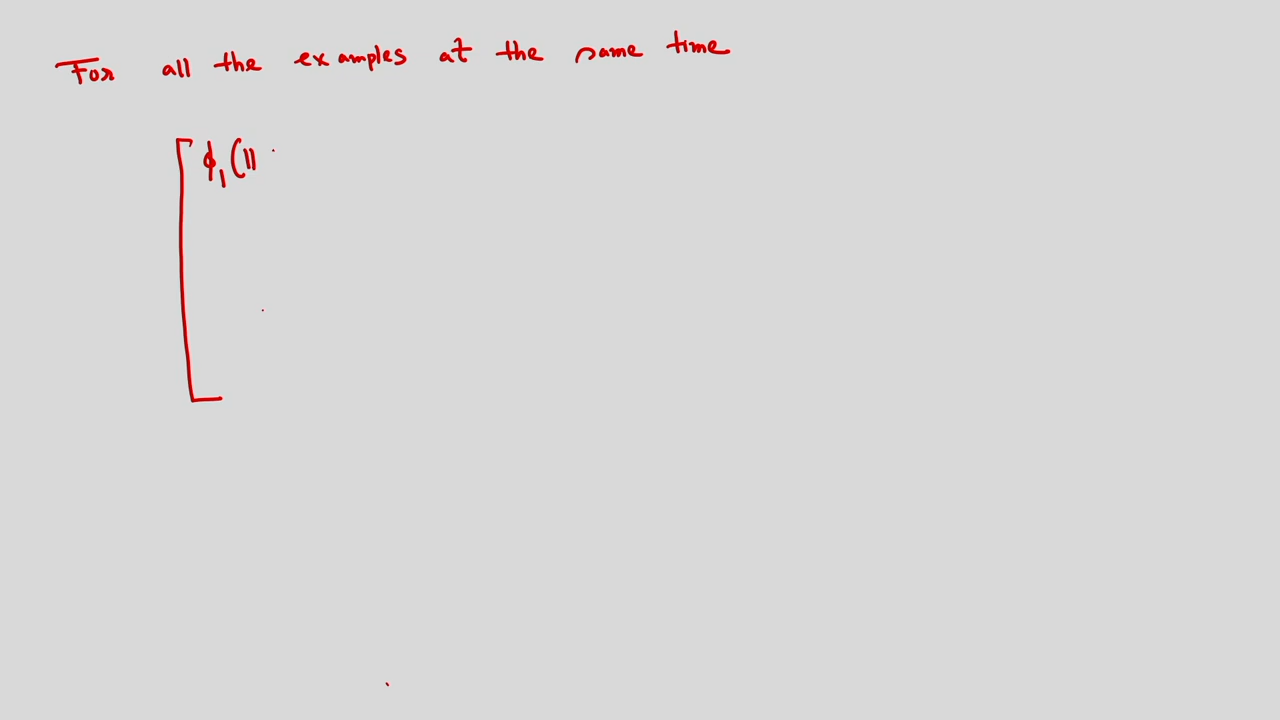 For all the examples at the same time
[ϕ₁(||